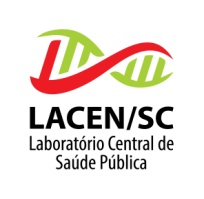 LACEN/SC
Laboratório Central de
Saúde Pública